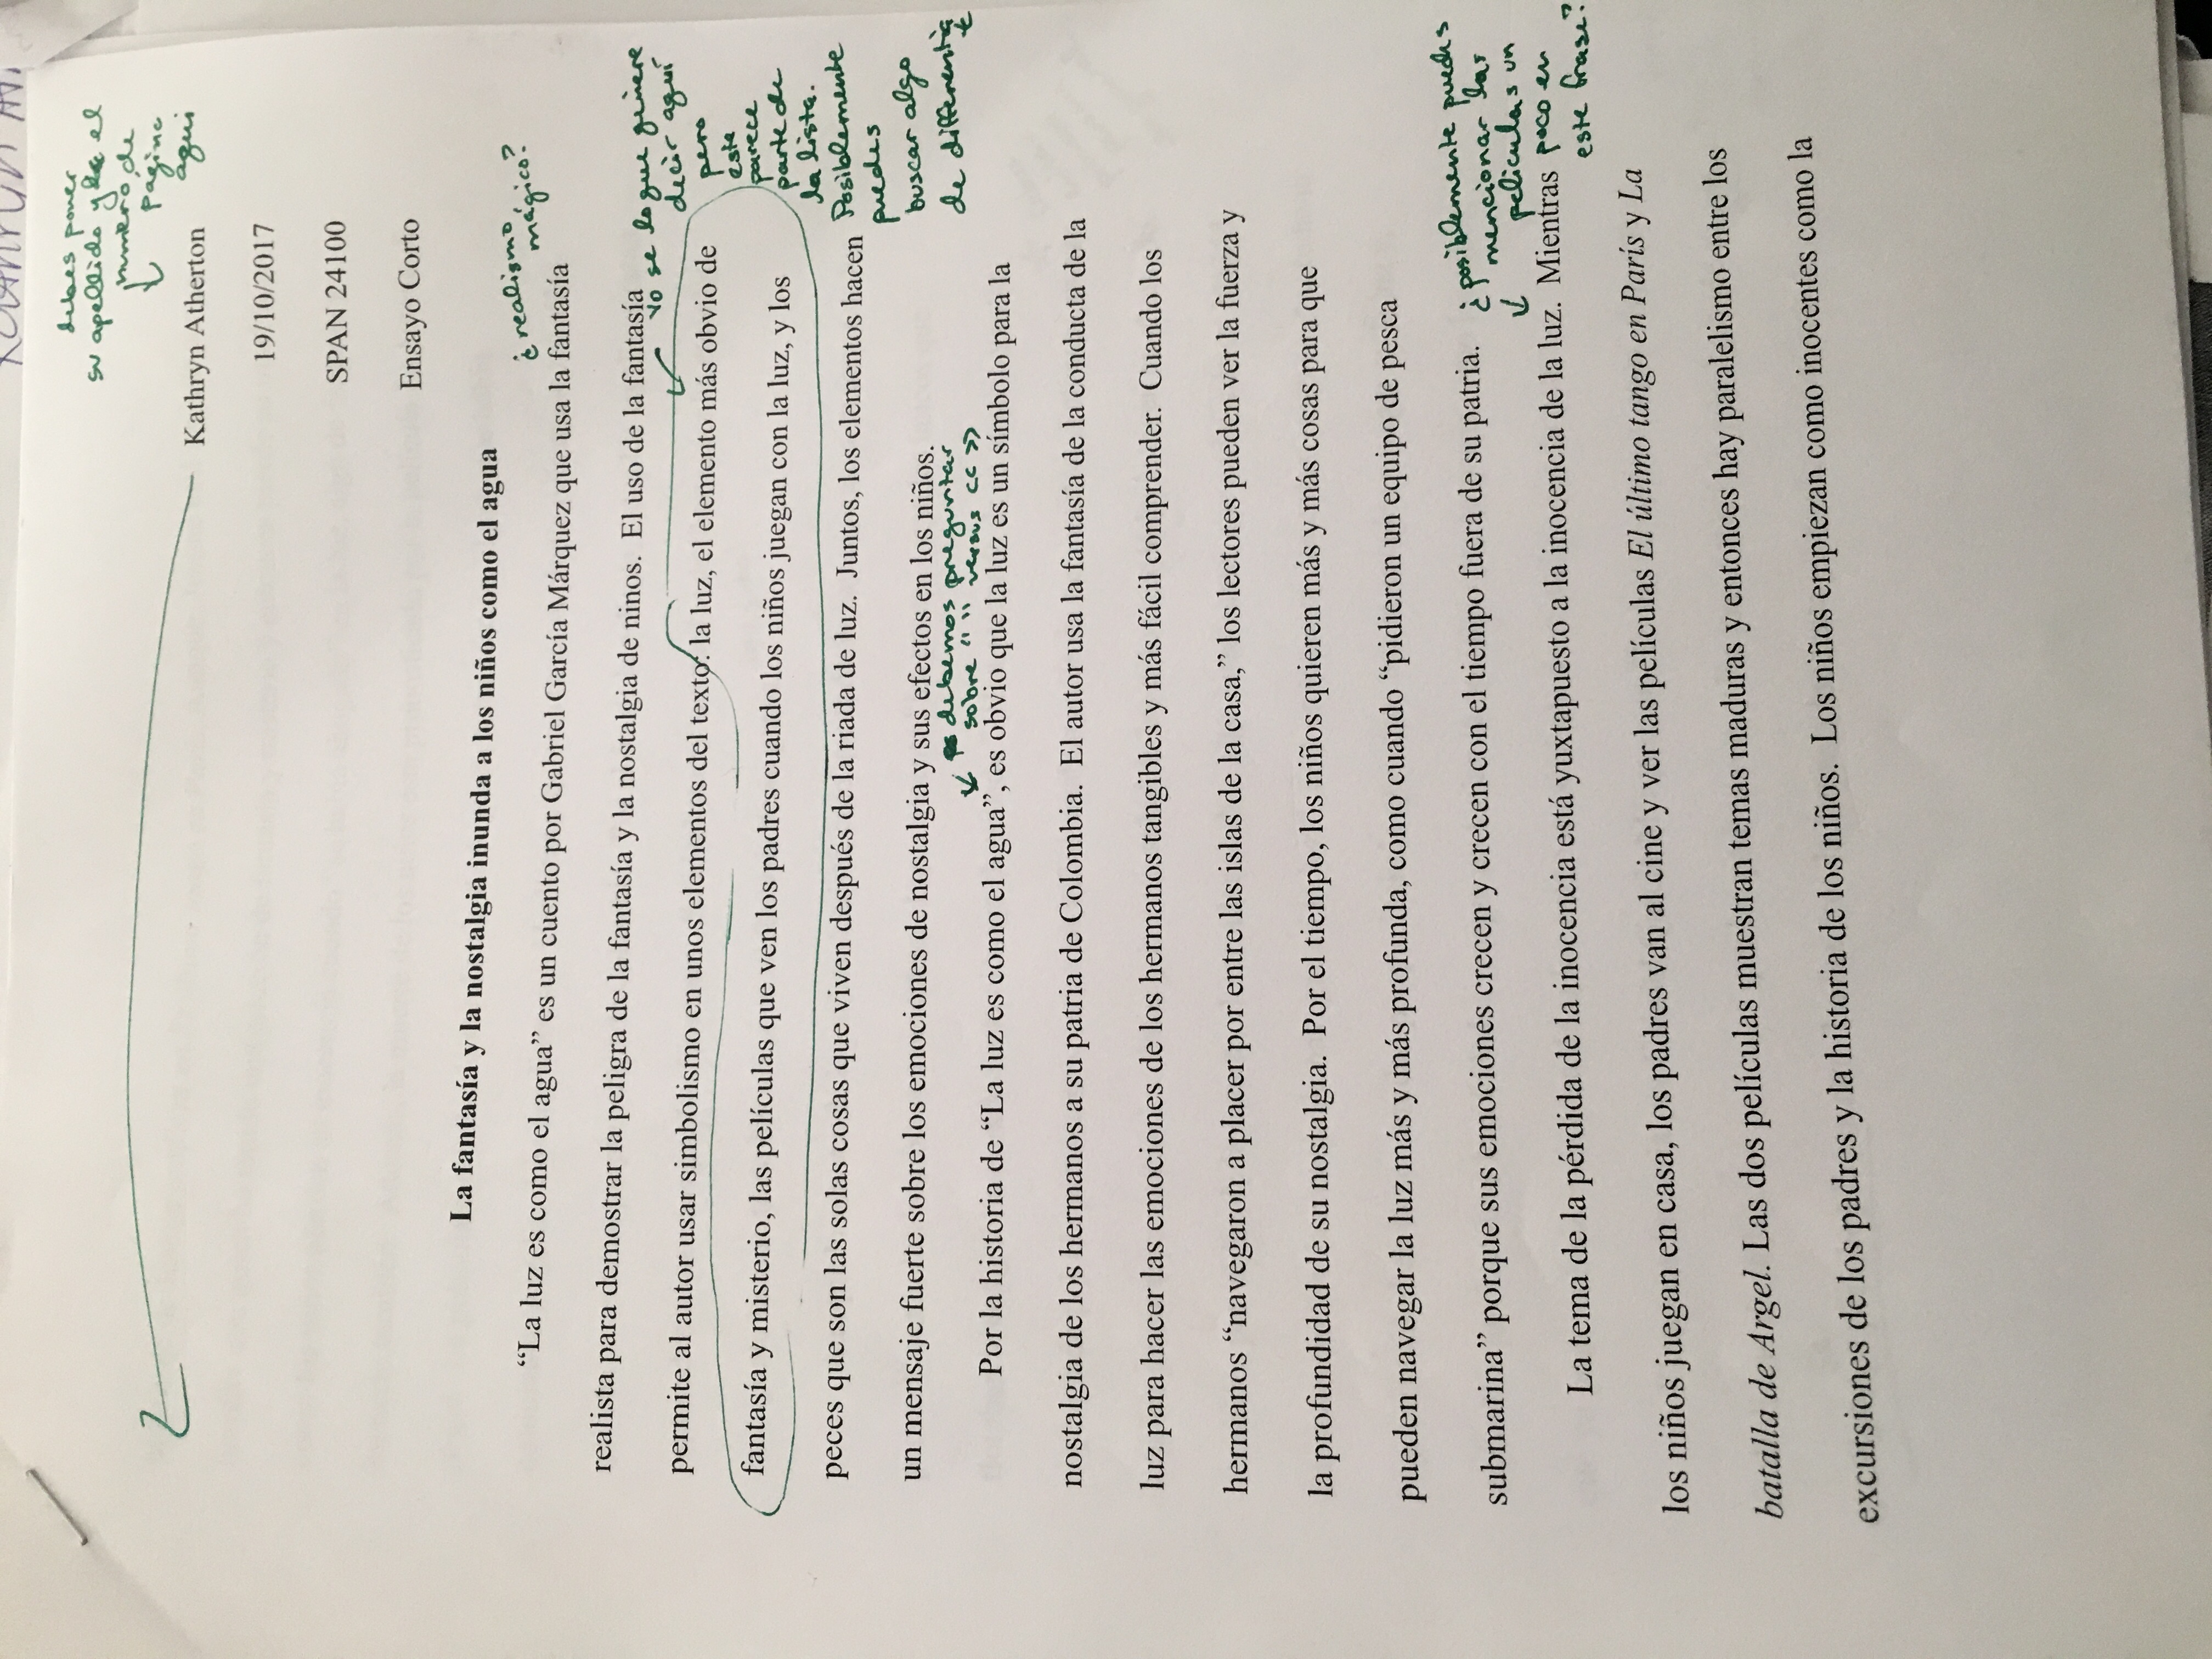 debes poner
su apellido y el
numero de
página
aqui
Kathryn Atherton
19/10/2017
SPAN 24100
Ensayo Corto
La fantasía y la nostalgia inunda a los niños como el agua
¿realismo
mágico?
“La luz es como el agua” es un cuento por Gabriel García Márquez que usa la fantasía
realista para demostrar la peligra de la fantasía y la nostalgia de ninos. El uso de la fantasía
permite al autor usar simbolismo en unos elementos del texto: la luz, el elemento más obvio de
fantasía y misterio, las películas que ven los padres cuando los niños juegan con la luz, y los
peces que son las solas cosas que viven después de la riada de luz. Juntos, los elementos hacen
un mensaje fuerte sobre los emociones de nostalgia y sus efectos en los niños.
Yo se lo que quiere
decir aquí
pero
este
parece
parte de
la lista.
Posiblemente
puedes
buscar algo
de differente
debemos preguntar
sobre “ ” versus << >>
Por la historia de “La luz es como el agua”, es obvio que la luz es un símbolo para la
nostalgia de los hermanos a su patria de Colombia. El autor usa la fantasía de la conducta de la
luz para hacer las emociones de los hermanos tangibles y más fácil comprender. Cuando los
hermanos “navegaron a placer por entre las islas de la casa,” los lectores pueden ver la fuerza y
la profundidad de su nostalgia. Por el tiempo, los niños quieren más y más cosas para que
pueden navegar la luz más y más profunda, como cuando “pidieron un equipo de pesca
submarina” porque sus emociones crecen y crecen con el tiempo fuera de su patria.
¿posiblemente puedes
mencionar las
peliculas un
poco en
este frase?
La tema de la pérdida de la inocencia está yuxtapuesto a la inocencia de la luz. Mientras
los niños juegan en casa, los padres van al cine y ver las películas El último tango en París y La
batalla de Argel. Las dos películas muestran temas maduras y entonces hay paralelismo entre los
excursiones de los padres y la historia de los niños. Los niños empiezan como inocentes como la